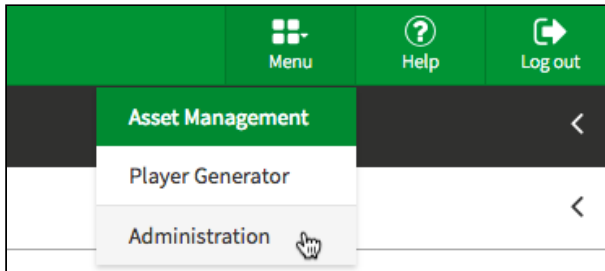 Menu
Help
Log out
Asset Management
Player Generator
Administration